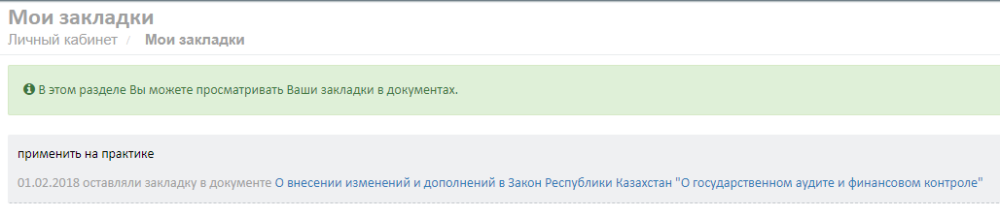 Мои закладки
Личный кабинет / Мои закладки
В этом разделе Вы можете просматривать Ваши закладки в документах.
применить на практике
01.02.2018 оставляли закладку в документе О внесении изменений и дополнений в Закон Республики Казахстан "О государственном аудите и финансовом контроле"